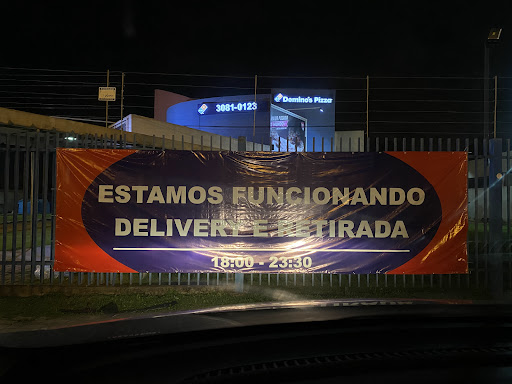 3081-0123
Domino's Pizza
ESTAMOS FUNCIONANDO
DELIVERY E RETIRADA
18:00 - 23:30